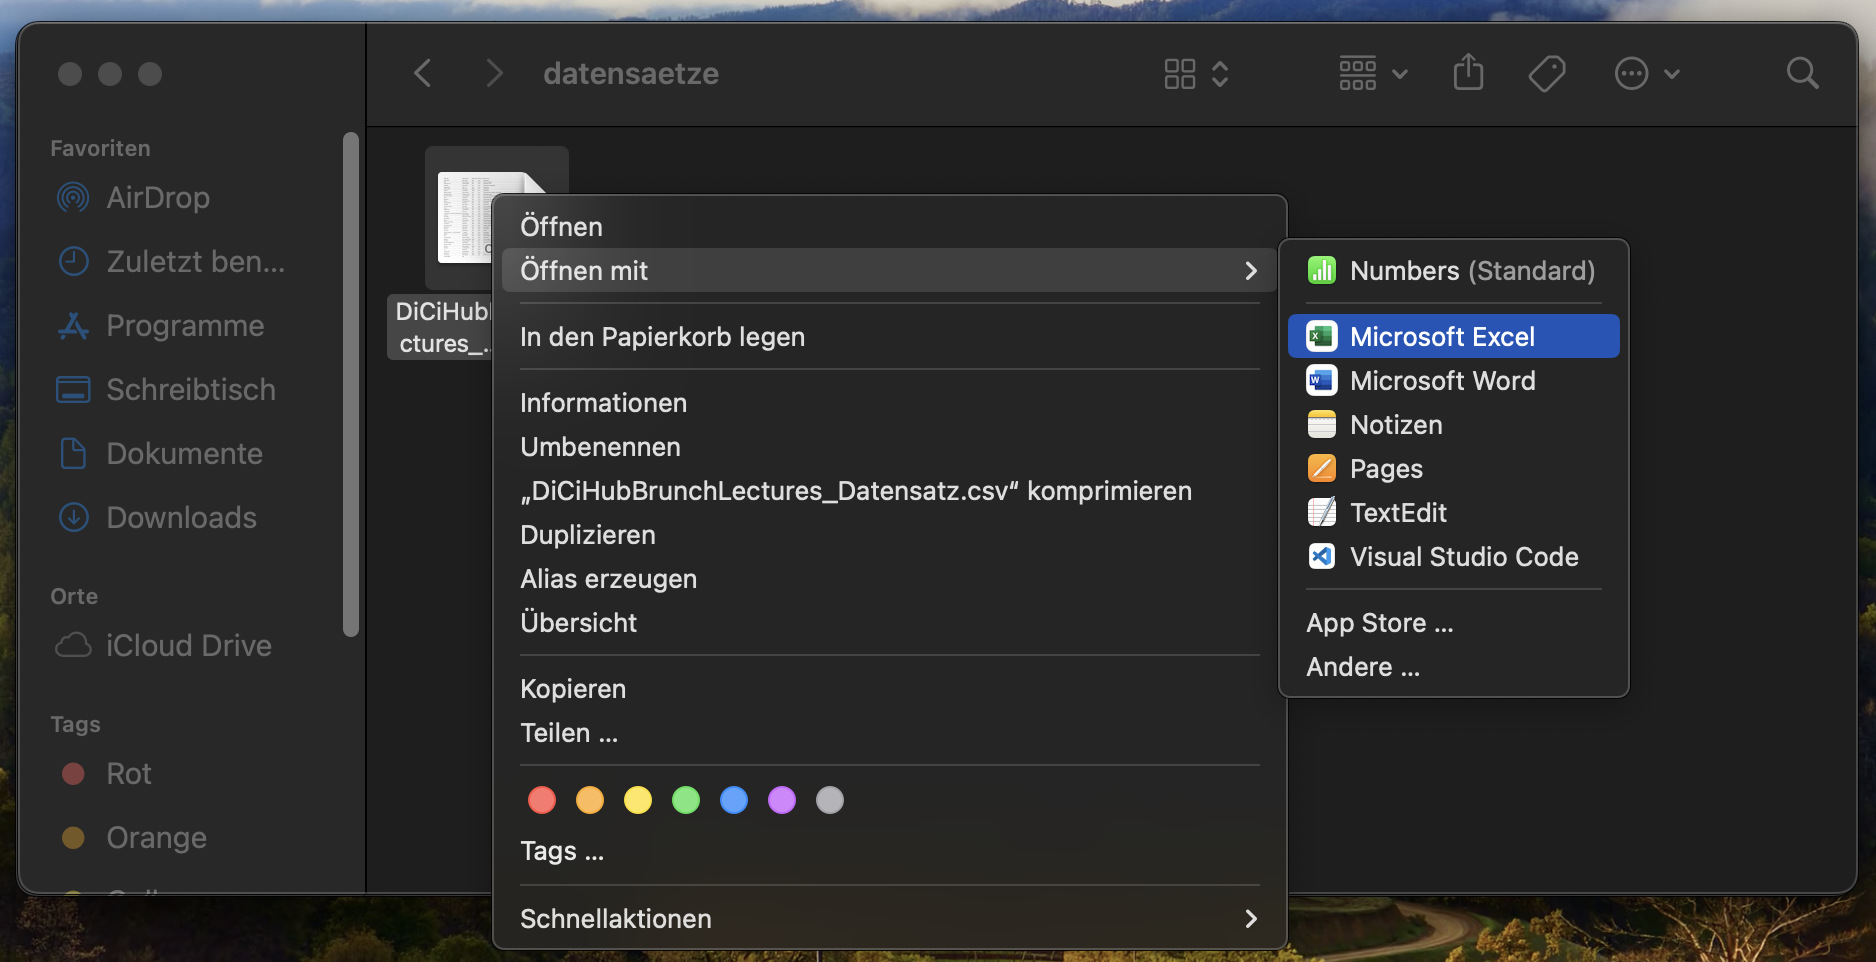 datensaetze
Favoriten
AirDrop
Zuletzt ben...
Programme
Schreibtisch
Dokumente
Downloads
Orte
iCloud Drive
Tags
Rot
Orange
DiCiHub
ctures_...
Öffnen
Öffnen mit
In den Papierkorb legen
Informationen
Umbenennen
„DiCiHubBrunchLectures_Datensatz.csv“ komprimieren
Duplizieren
Alias erzeugen
Übersicht
Kopieren
Teilen ...
Tags ...
Schnellaktionen
Numbers (Standard)
Microsoft Excel
Microsoft Word
Notizen
Pages
TextEdit
Visual Studio Code
App Store ...
Andere ...